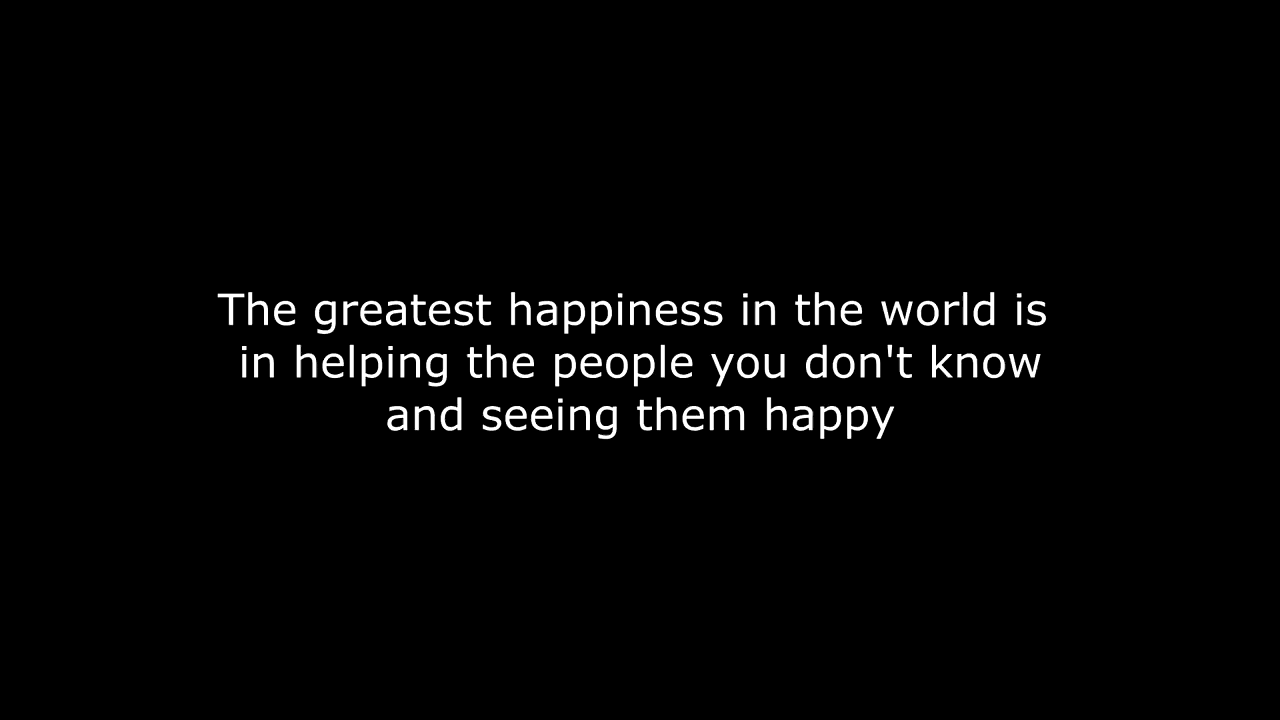 The greatest happiness in the world is
in helping the people you don't know
and seeing them happy